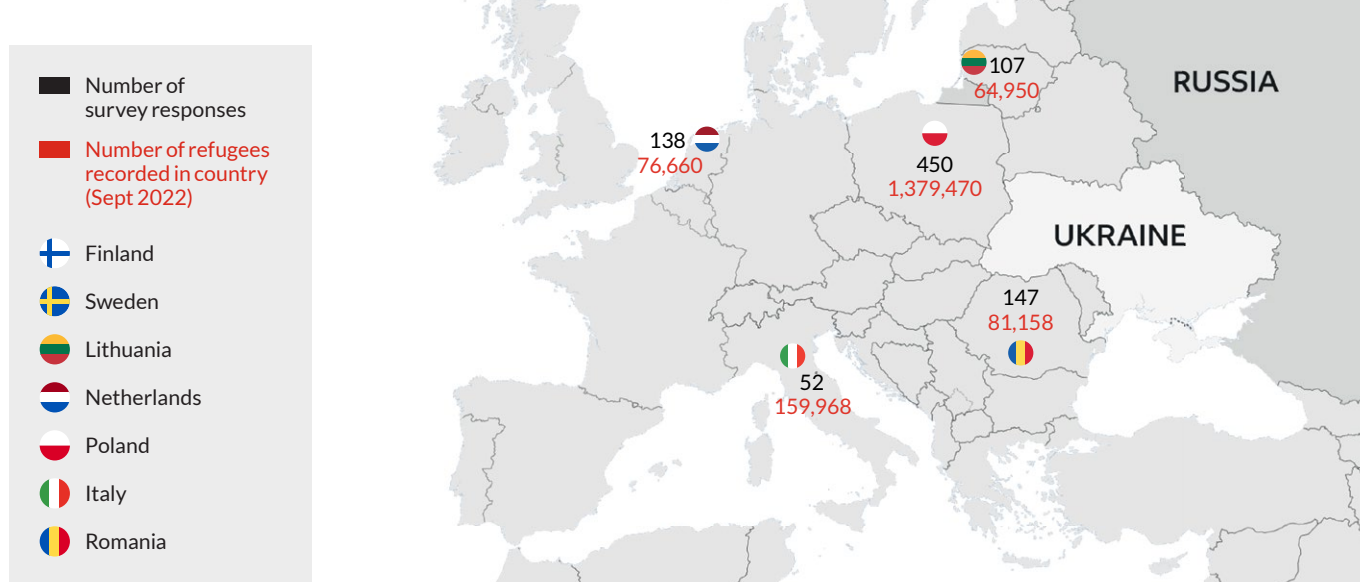 Number of
survey responses
Number of refugees
recorded in country
(Sept 2022)
Finland
Sweden
Lithuania
Netherlands
Poland
Italy
Romania
107
64,950
RUSSIA
138
76,660
450
1,379,470
UKRAINE
147
81,158
52
159,968